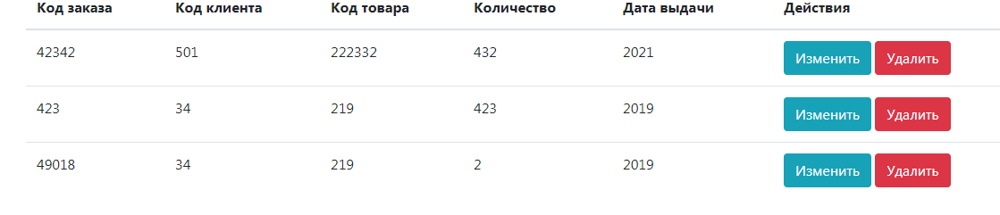 Код заказа Код клиента Код товара Количество Дата выдачи Действия
42342 501 222332 432 2021 Изменить Удалить
423 34 219 423 2019 Изменить Удалить
49018 34 219 2 2019 Изменить Удалить